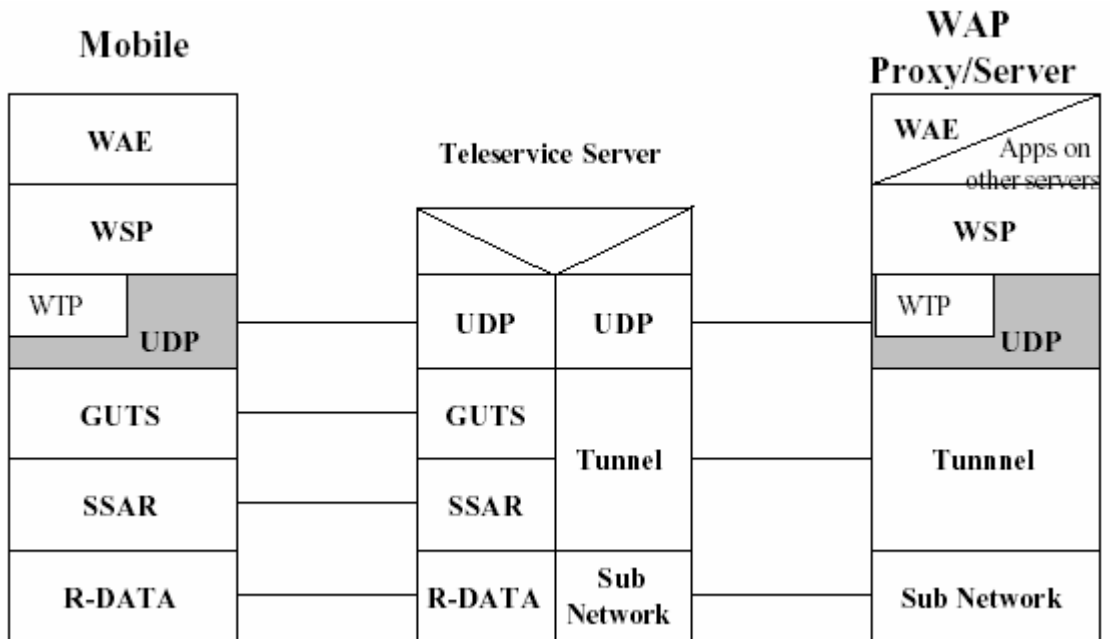 Mobile
WAE
WSP
WTP
UDP
GUTS
SSAR
R-DATA
Teleservice Server
UDP
UDP
GUTS
Tunnel
SSAR
R-DATA
Sub
Network
WAP
Proxy/Server
WAE
Apps on
other servers
WSP
WTP
UDP
Tunnnel
Sub Network